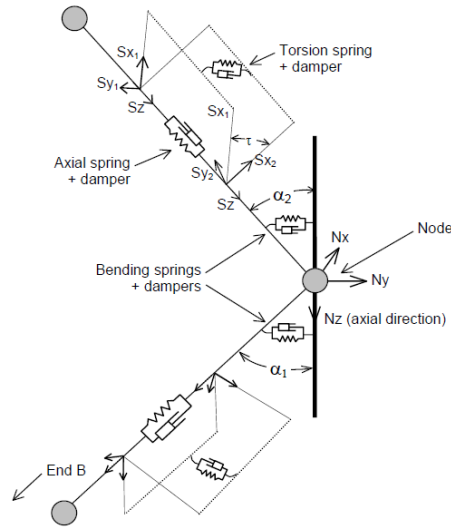 Torsion spring
+ damper
Sx₁
Sy₁
Sz
Sx₁
τ
Sx₂
Axial spring
+ damper
Sy₂
Sz
α₂
Node
Nx
Ny
Bending springs
+ dampers
Nz (axial direction)
α₁
End B